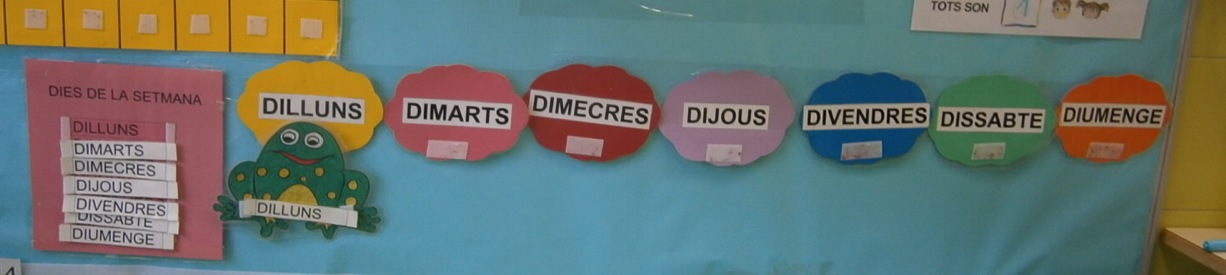 TOTS SON
1
DIES DE LA SETMANA
DILLUNS
DIMARTS
DIMECRES
DIJOUS
DIVENDRES
DISSABTE
DIUMENGE
DILLUNS
DILLUNS
DIMARTS
DIMECRES
DIJOUS
DIVENDRES
DISSABTE
DIUMENGE